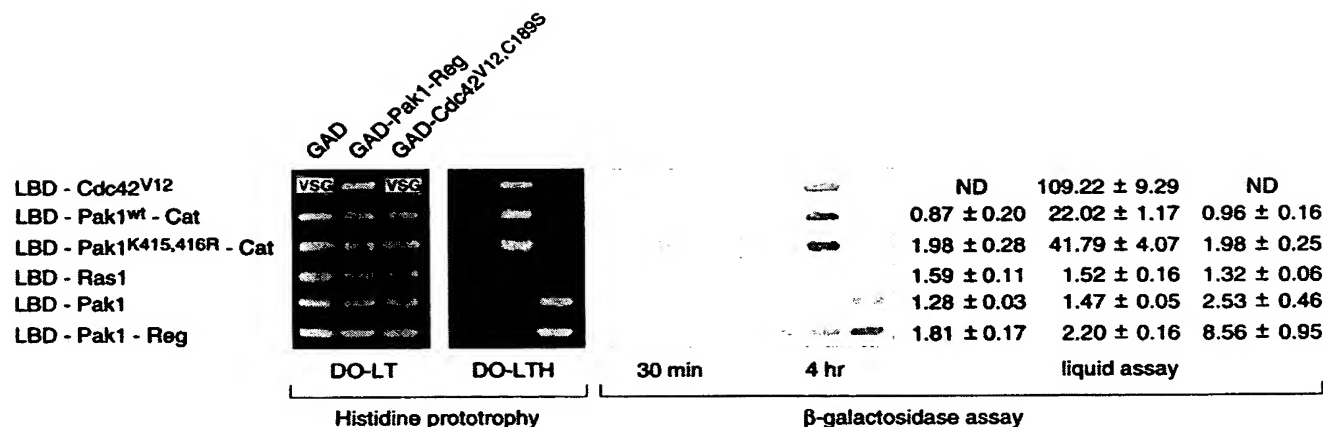 GAD
GAD-Pak1-Reg
GAD-Cdc42V12,C189S
LBD - Cdc42V12 VSG VSG ND 109.22 ± 9.29 ND
LBD - Pak1wt - Cat 0.87 ± 0.20 22.02 ± 1.17 0.96 ± 0.16
LBD - Pak1K415,416R - Cat 1.98 ± 0.28 41.79 ± 4.07 1.98 ± 0.25
LBD - Ras1 1.59 ± 0.11 1.52 ± 0.16 1.32 ± 0.06
LBD - Pak1 1.28 ± 0.03 1.47 ± 0.05 2.53 ± 0.46
LBD - Pak1 - Reg 1.81 ± 0.17 2.20 ± 0.16 8.56 ± 0.95
DO-LT DO-LTH 30 min 4 hr liquid assay
Histidine prototrophy β-galactosidase assay